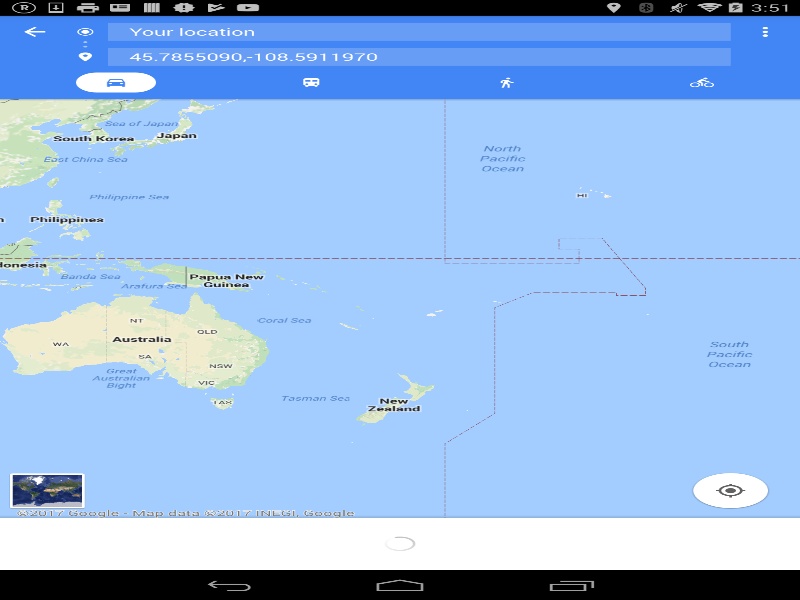 R
3:51
Your location
45.7855090,-108.5911970
Sea of Japan
South Korea
Japan
East China Sea
North
Pacific
Ocean
Philippine Sea
HI
Philippines
donesia
Banda Sea
Papua New
Guinea
Arafura Sea
NT
QLD
Coral Sea
WA
Australia
SA
South
Pacific
Ocean
Great
Australian
Bight
NSW
VIC
TAS
Tasman Sea
New
Zealand
©2017 Google - Map data ©2017 INEGI, Google